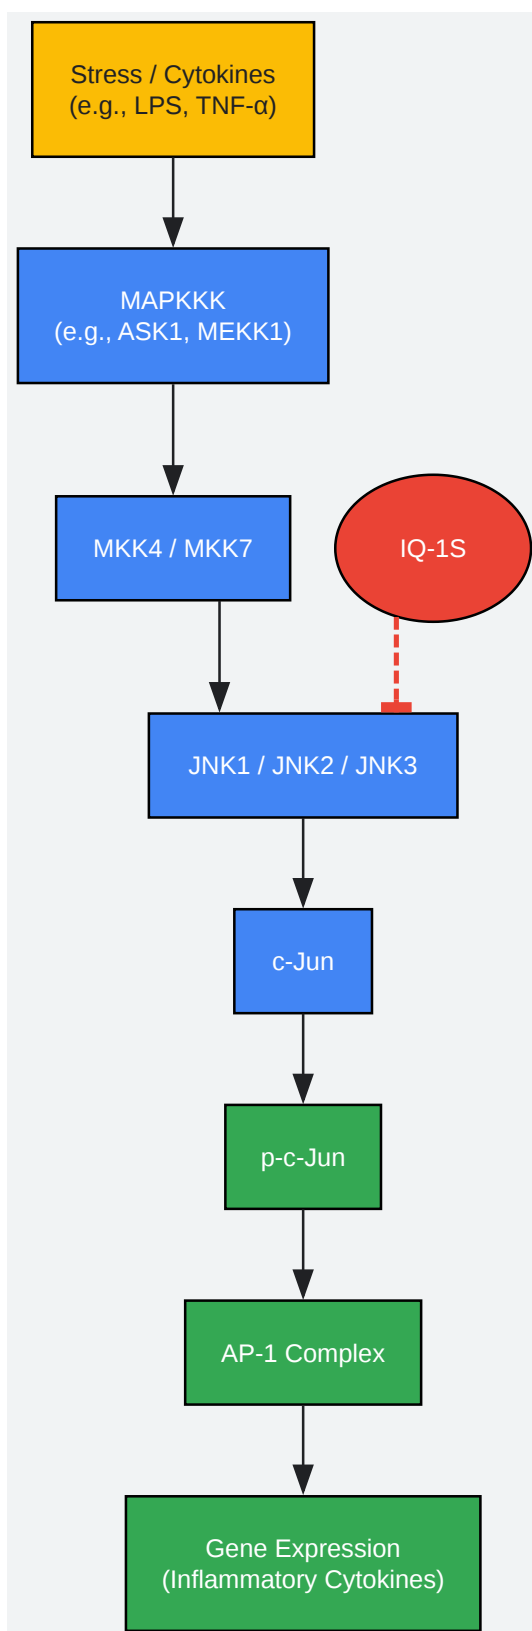 Stress / Cytokines
(e.g., LPS, TNF-α)
MAPKKK
(e.g., ASK1, MEKK1)
MKK4 / MKK7
IQ-1S
JNK1 / JNK2 / JNK3
c-Jun
p-c-Jun
AP-1 Complex
Gene Expression
(Inflammatory Cytokines)